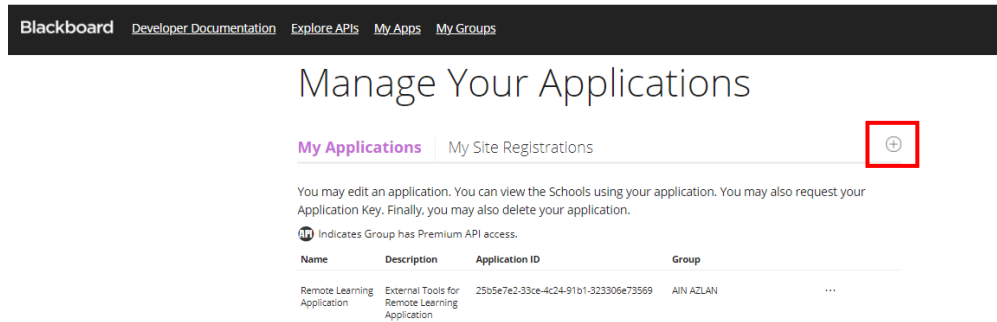 Blackboard Developer Documentation Explore APIs My Apps My Groups
Manage Your Applications
My Applications My Site Registrations
You may edit an application. You can view the Schools using your application. You may also request your
Application Key. Finally, you may also delete your application.
API Indicates Group has Premium API access.
Name Description Application ID Group
Remote Learning External Tools for 25b5e7e2-33ce-4c24-91b1-323306e73569 AIN AZLAN ...
Application Remote Learning
Application